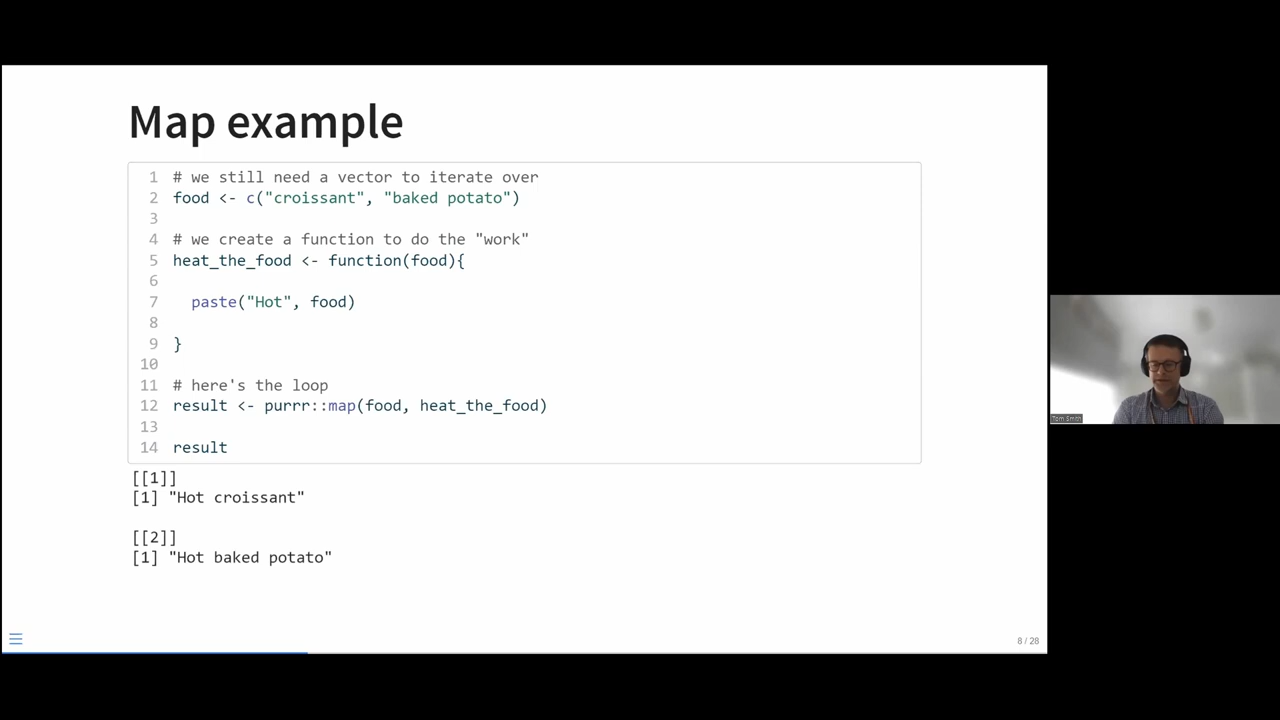 Map example
1 # we still need a vector to iterate over
2 food <- c("croissant", "baked potato")
3
4 # we create a function to do the "work"
5 heat_the_food <- function(food){
6
7   paste("Hot", food)
8
9 }
10
11 # here's the loop
12 result <- purrr::map(food, heat_the_food)
13
14 result
[[1]]
[1] "Hot croissant"
[[2]]
[1] "Hot baked potato"
8 / 28
Tom Smith